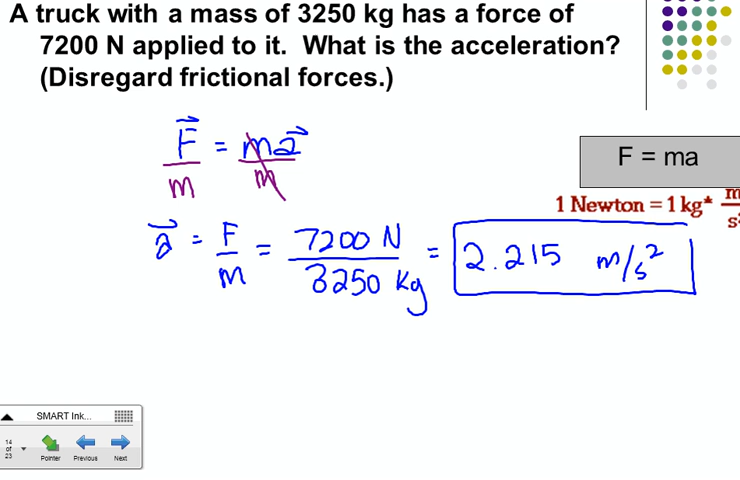 A truck with a mass of 3250 kg has a force of
7200 N applied to it. What is the acceleration?
(Disregard frictional forces.)
F/m = ma/m
F = ma
1 Newton = 1 kg* m/s²
a = F/m = 7200 N/3250 kg = 2.215 m/s²
SMART Ink...
14
of
23
Pointer Previous Next